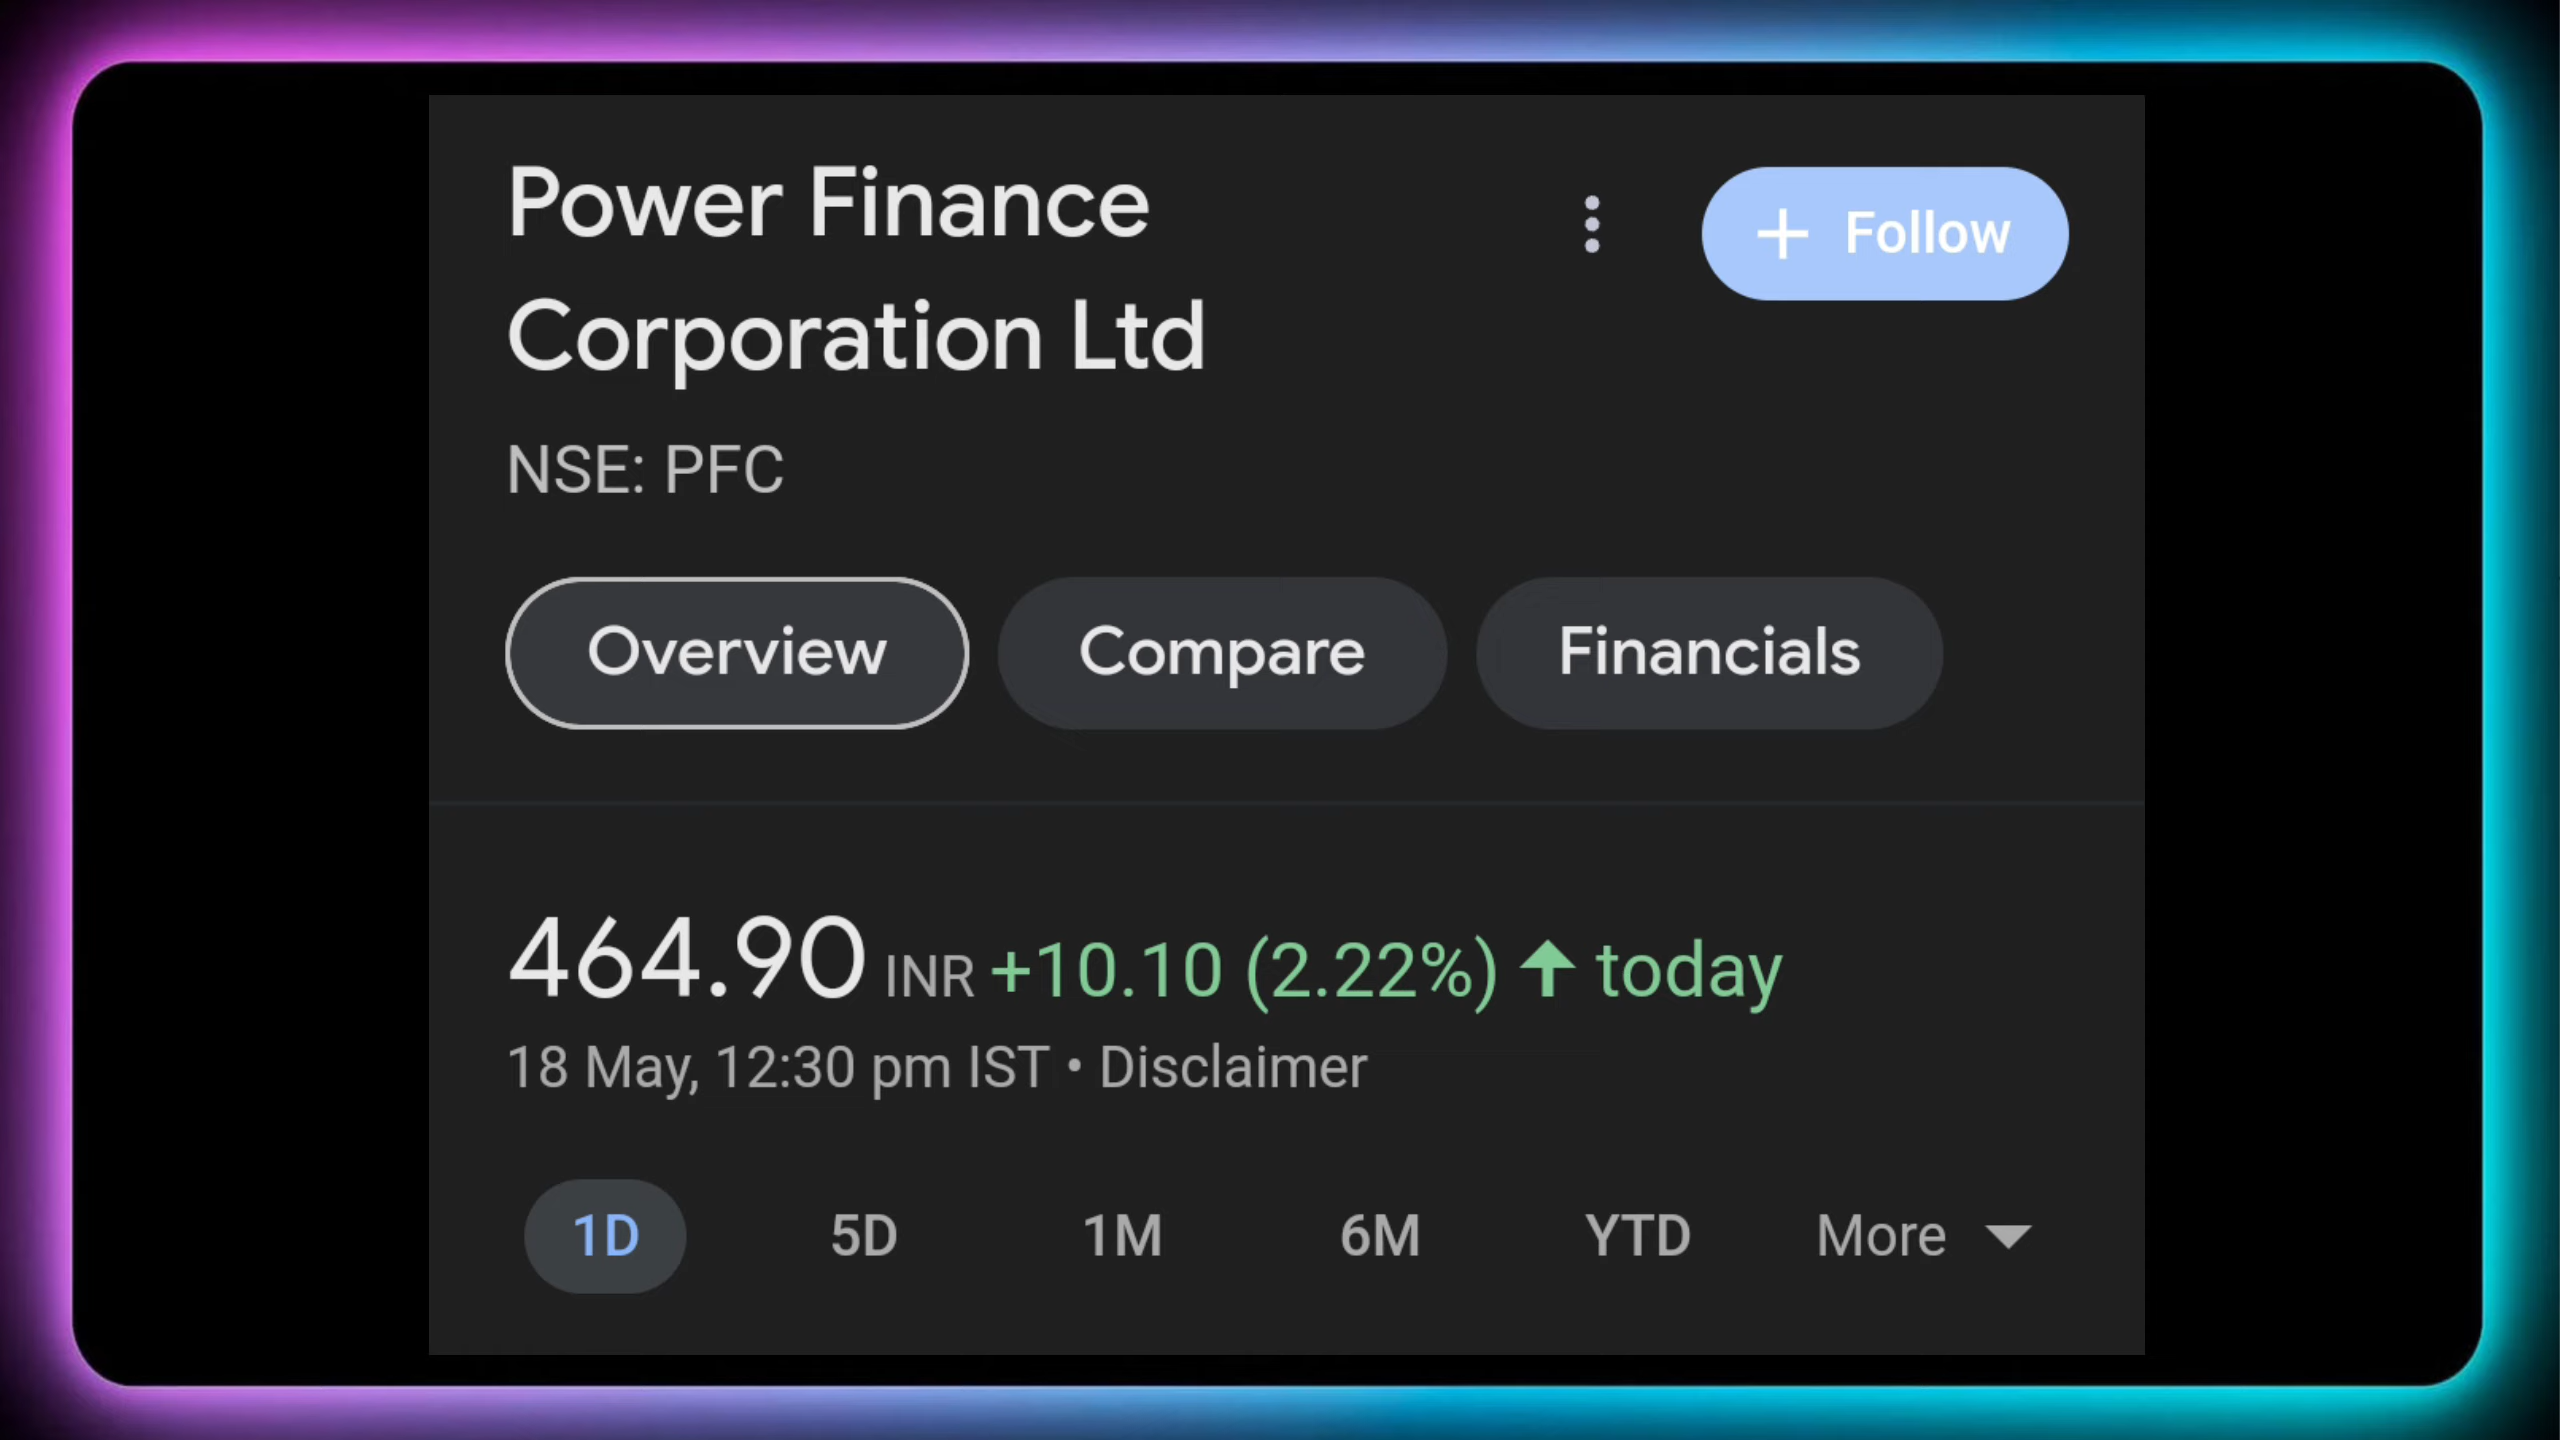 Power Finance
Corporation Ltd
+ Follow
NSE: PFC
Overview Compare Financials
464.90 INR +10.10 (2.22%) ↑ today
18 May, 12:30 pm IST • Disclaimer
1D 5D 1M 6M YTD More